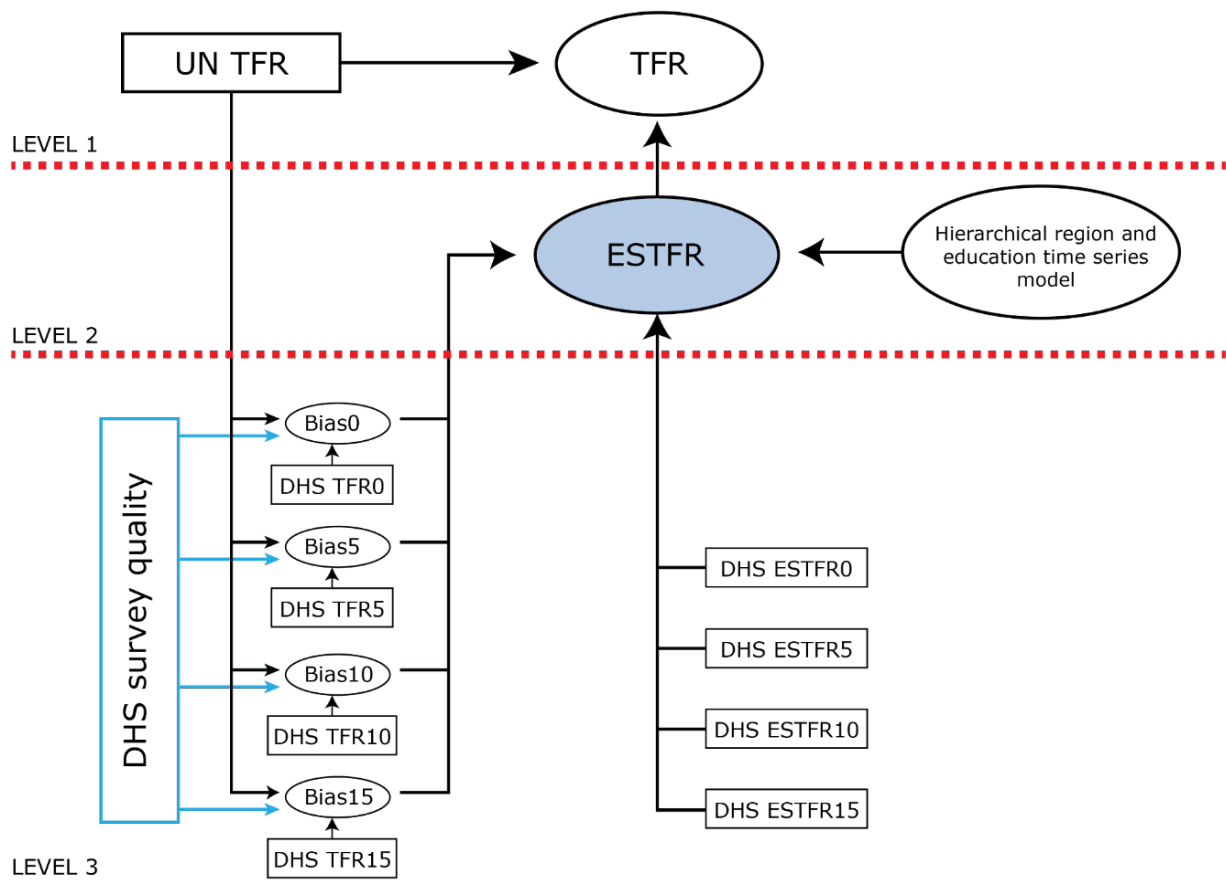 UN TFR
TFR
LEVEL 1
ESTFR
Hierarchical region and
education time series
model
LEVEL 2
DHS survey quality
Bias0
DHS TFR0
Bias5
DHS TFR5
Bias10
DHS TFR10
Bias15
DHS TFR15
DHS ESTFR0
DHS ESTFR5
DHS ESTFR10
DHS ESTFR15
LEVEL 3